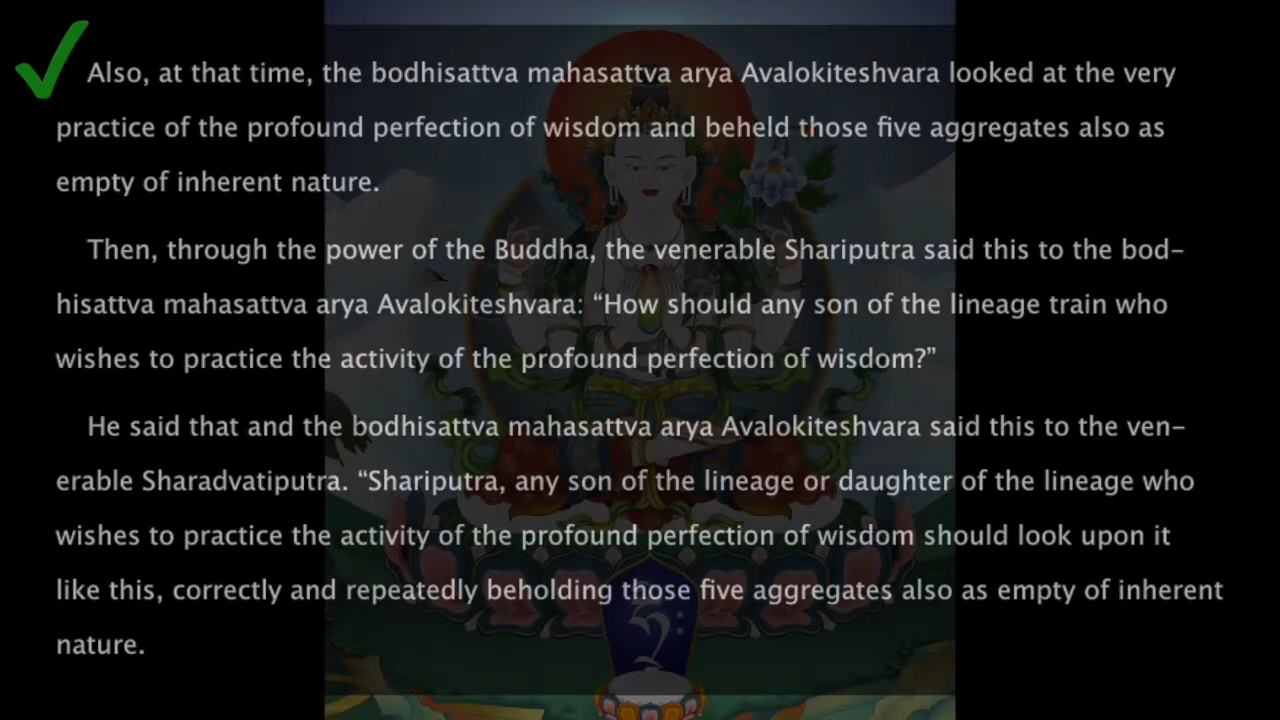 Also, at that time, the bodhisattva mahasattva arya Avalokiteshvara looked at the very
practice of the profound perfection of wisdom and beheld those five aggregates also as
empty of inherent nature.
Then, through the power of the Buddha, the venerable Shariputra said this to the bod-
hisattva mahasattva arya Avalokiteshvara: “How should any son of the lineage train who
wishes to practice the activity of the profound perfection of wisdom?”
He said that and the bodhisattva mahasattva arya Avalokiteshvara said this to the ven-
erable Sharadvatiputra. “Shariputra, any son of the lineage or daughter of the lineage who
wishes to practice the activity of the profound perfection of wisdom should look upon it
like this, correctly and repeatedly beholding those five aggregates also as empty of inherent
nature.